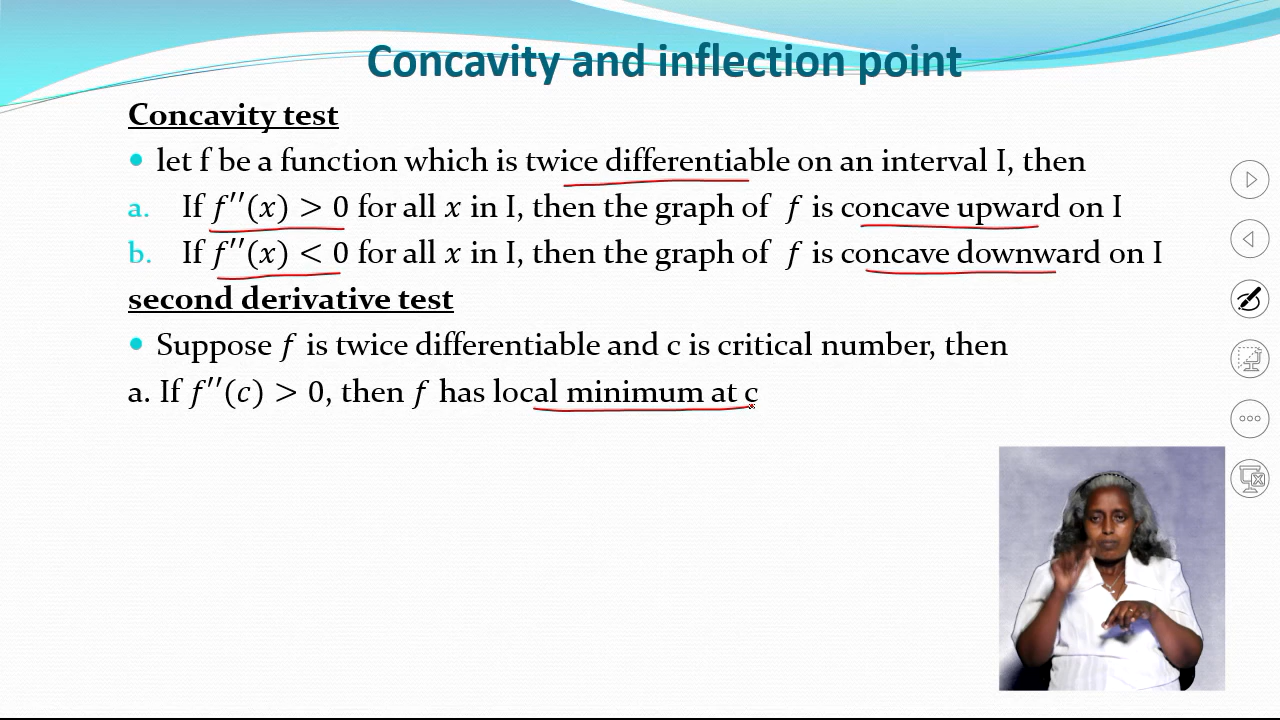 Concavity and inflection point
Concavity test
• let f be a function which is twice differentiable on an interval I, then
a. If f′′(x) > 0 for all x in I, then the graph of f is concave upward on I
b. If f′′(x) < 0 for all x in I, then the graph of f is concave downward on I
second derivative test
• Suppose f is twice differentiable and c is critical number, then
a. If f′′(c) > 0, then f has local minimum at c